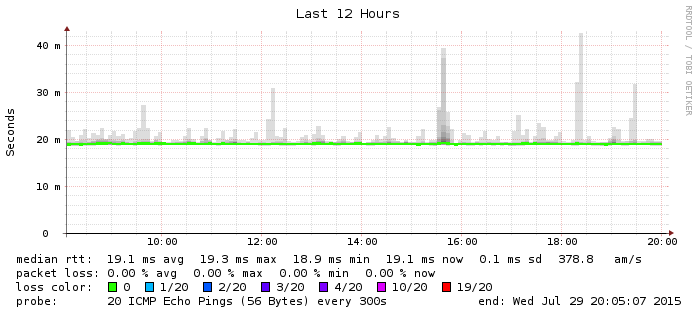 Last 12 Hours
RRDTOOL / TOBI OETIKER
Seconds
40 m
30 m
20 m
10 m
0
10:00 12:00 14:00 16:00 18:00 20:00
median rtt: 19.1 ms avg 19.3 ms max 18.9 ms min 19.1 ms now 0.1 ms sd 378.8 am/s
packet loss: 0.00 % avg 0.00 % max 0.00 % min 0.00 % now
loss color: 0 1/20 2/20 3/20 4/20 10/20 19/20
probe: 20 ICMP Echo Pings (56 Bytes) every 300s end: Wed Jul 29 20:05:07 2015